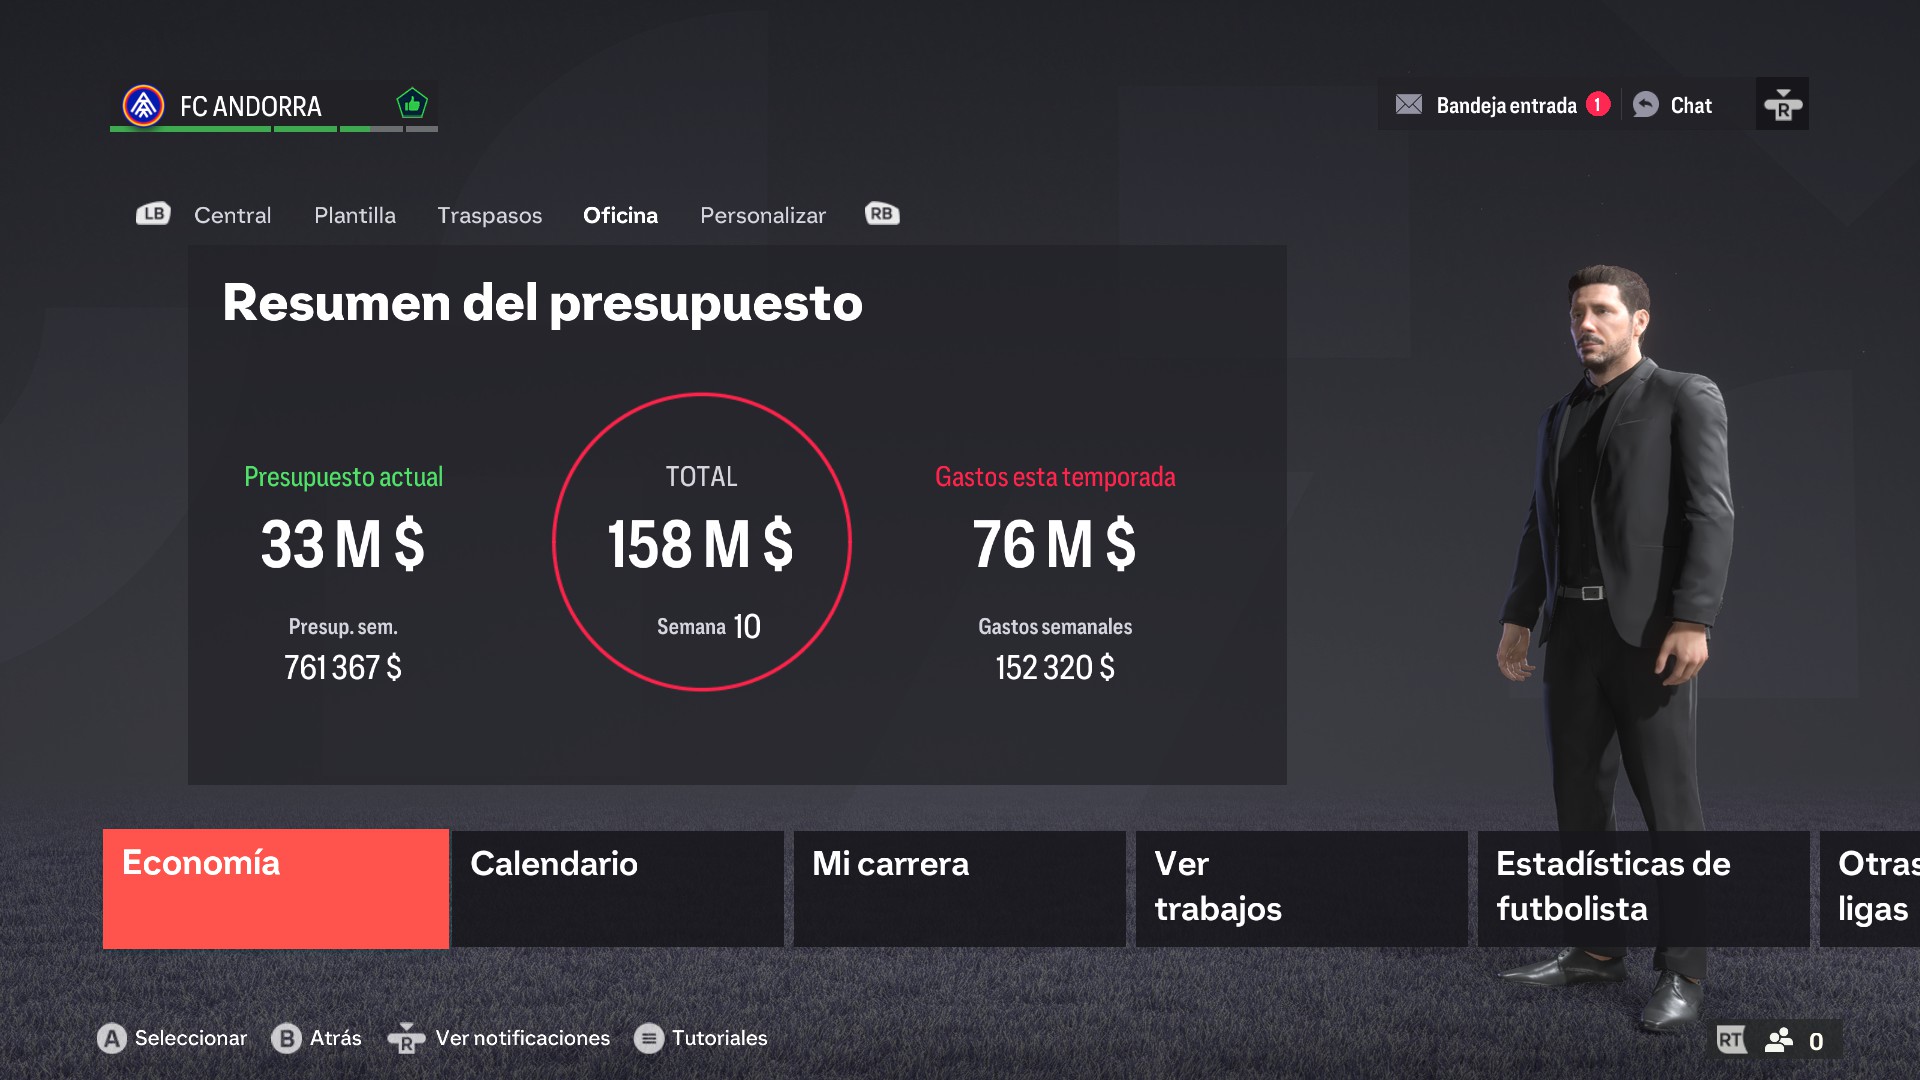 FC ANDORRA
Bandeja entrada 1
Chat
R
LB Central Plantilla Traspasos Oficina Personalizar RB
Resumen del presupuesto
Presupuesto actual
33 M $
Presup. sem.
761 367 $
TOTAL
158 M $
Semana 10
Gastos esta temporada
76 M $
Gastos semanales
152 320 $
Economía
Calendario
Mi carrera
Ver
trabajos
Estadísticas de
futbolista
Otras
ligas
A Seleccionar B Atrás R Ver notificaciones Tutoriales
RT 0